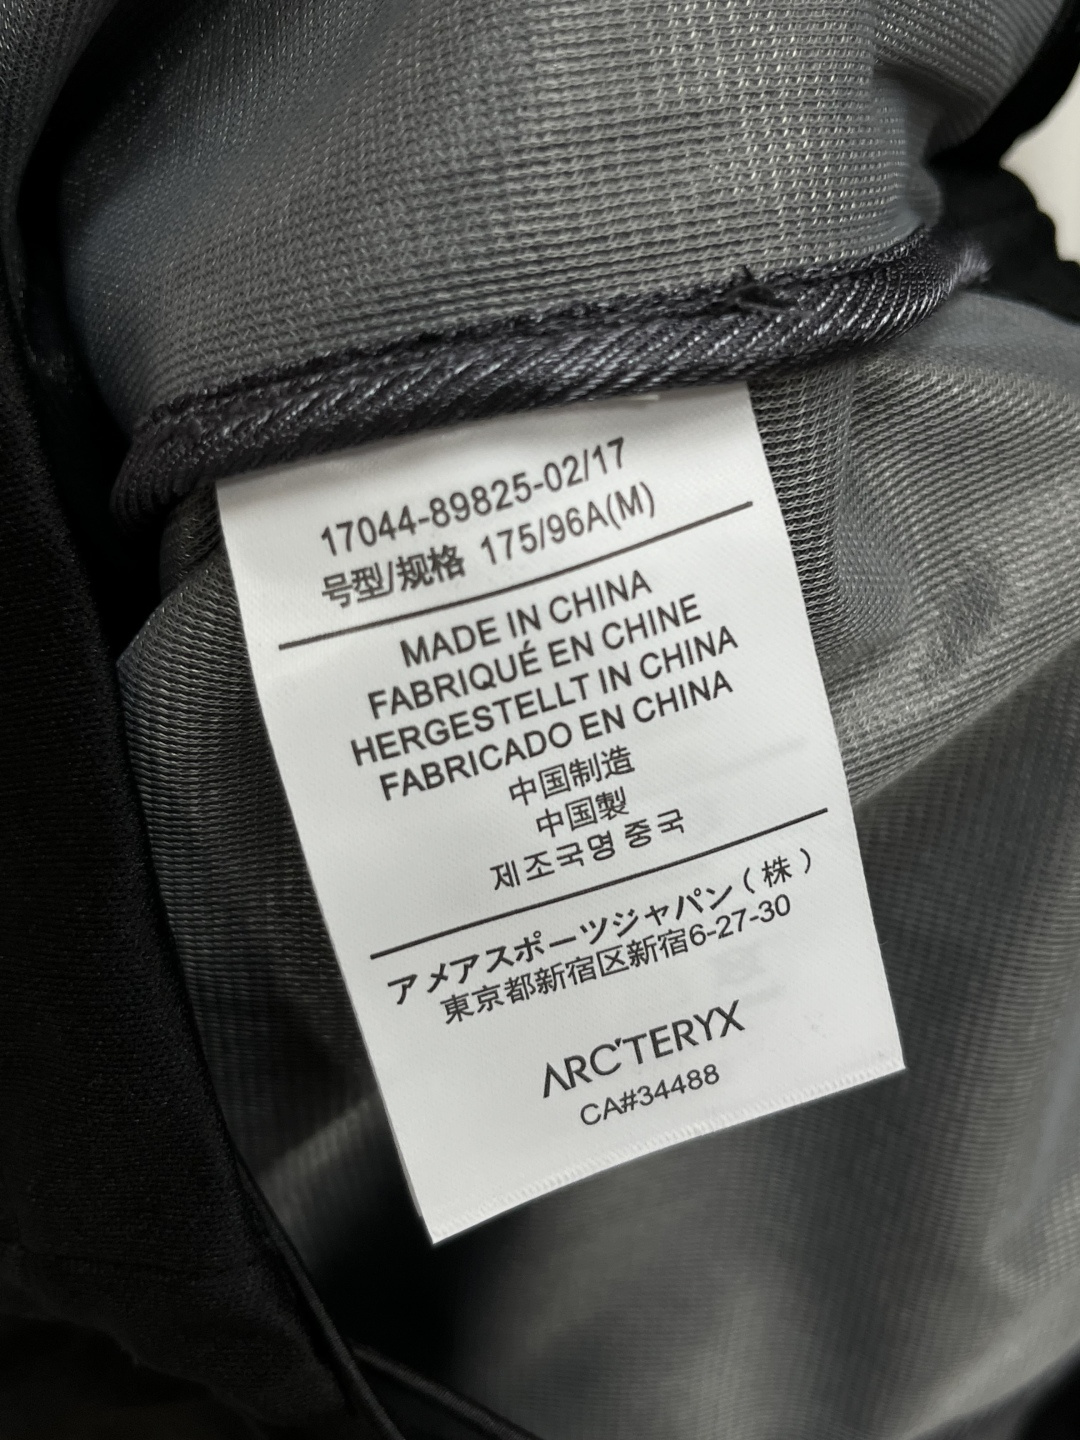 17044-89825-02/17
号型/规格 175/96A(M)
MADE IN CHINA
FABRIQUÉ EN CHINE
HERGESTELLT IN CHINA
FABRICADO EN CHINA
中国制造
中国製
제조국명 중국
アメアスポーツジャパン（株）
東京都新宿区新宿6-27-30
ARC'TERYX
CA#34488